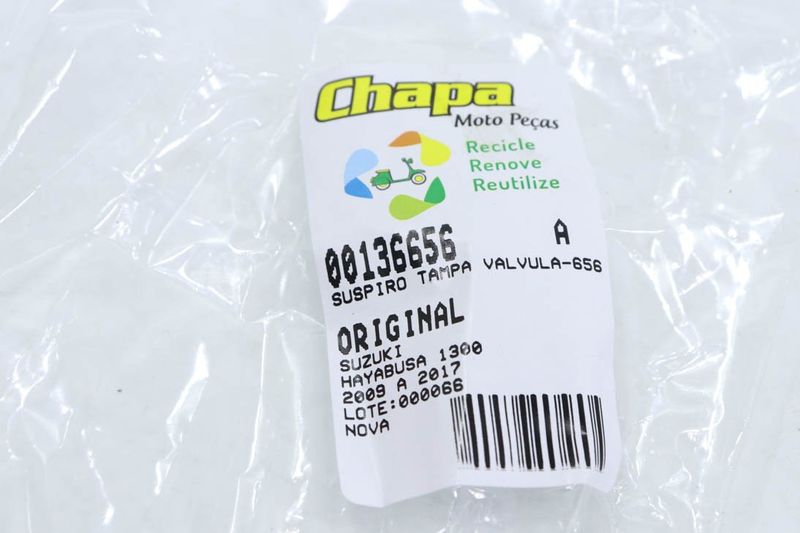 Chapa
Moto Peças
Recicle
Renove
Reutilize
00136656 A
SUSPIRO TAMPA VALVULA-656
ORIGINAL
SUZUKI
HAYABUSA 1300
2009 A 2017
LOTE:000066
NOVA